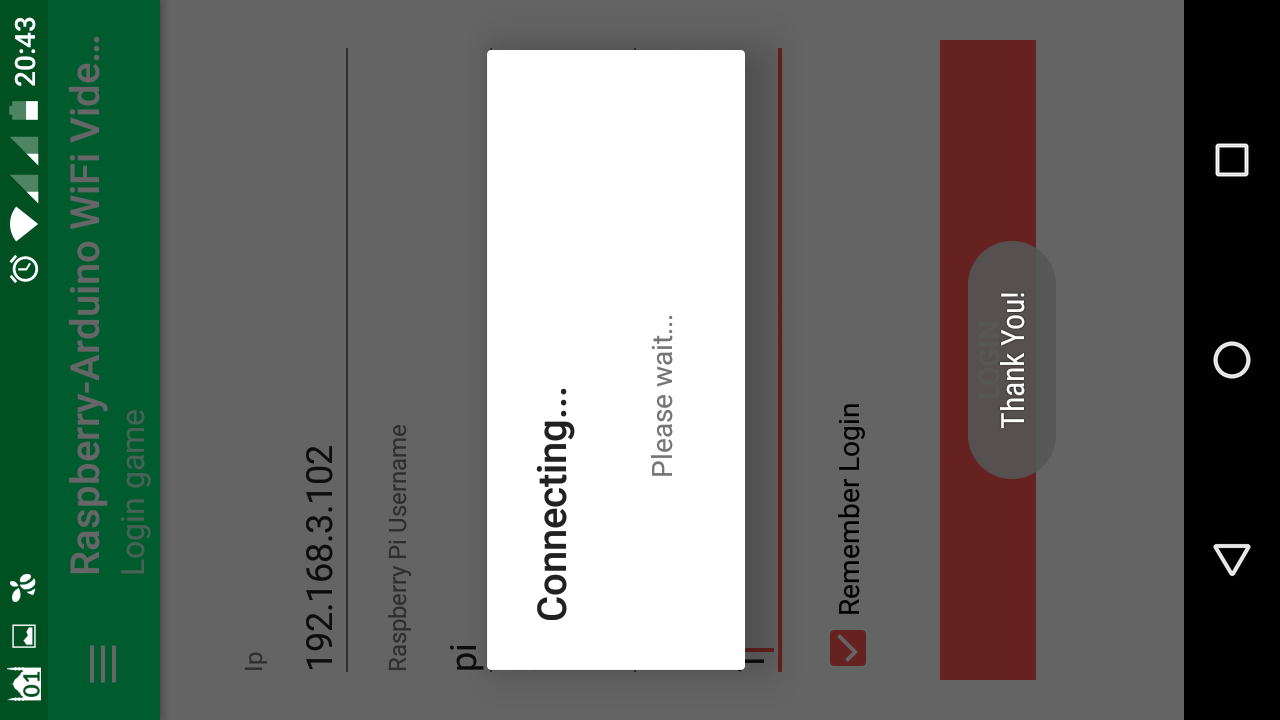 01
20:43
Raspberry-Arduino WiFi Vide...
Login game
Ip
192.168.3.102
Raspberry Pi Username
pi
Connecting...
Please wait...
Remember Login
LOGIN
Thank You!